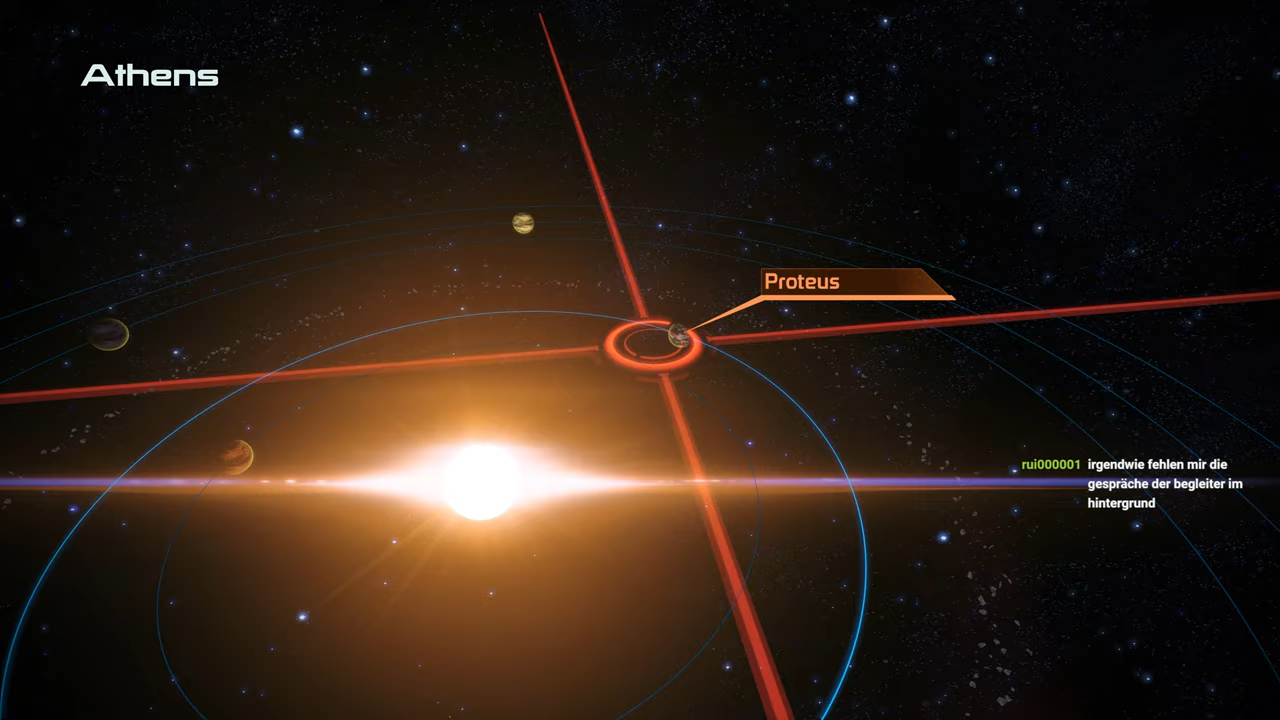 Athens
Proteus
rui000001 irgendwie fehlen mir die
gespräche der begleiter im
hintergrund